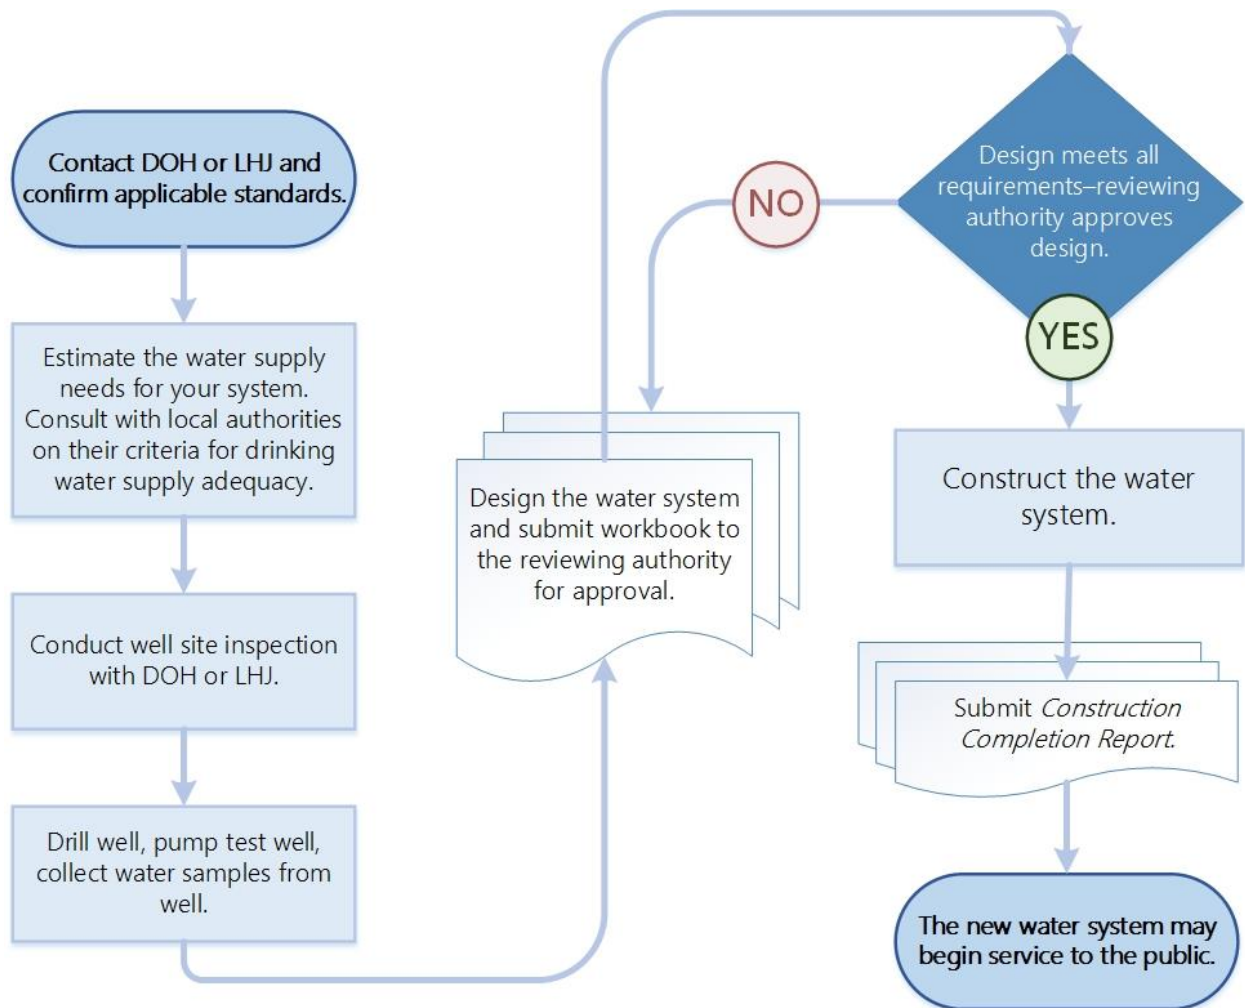 Contact DOH or LHJ and
confirm applicable standards.
Estimate the water supply
needs for your system.
Consult with local authorities
on their criteria for drinking
water supply adequacy.
Conduct well site inspection
with DOH or LHJ.
Drill well, pump test well,
collect water samples from
well.
Design the water system
and submit workbook to
the reviewing authority
for approval.
Design meets all
requirements–reviewing
authority approves
design.
NO
YES
Construct the water
system.
Submit Construction
Completion Report.
The new water system may
begin service to the public.